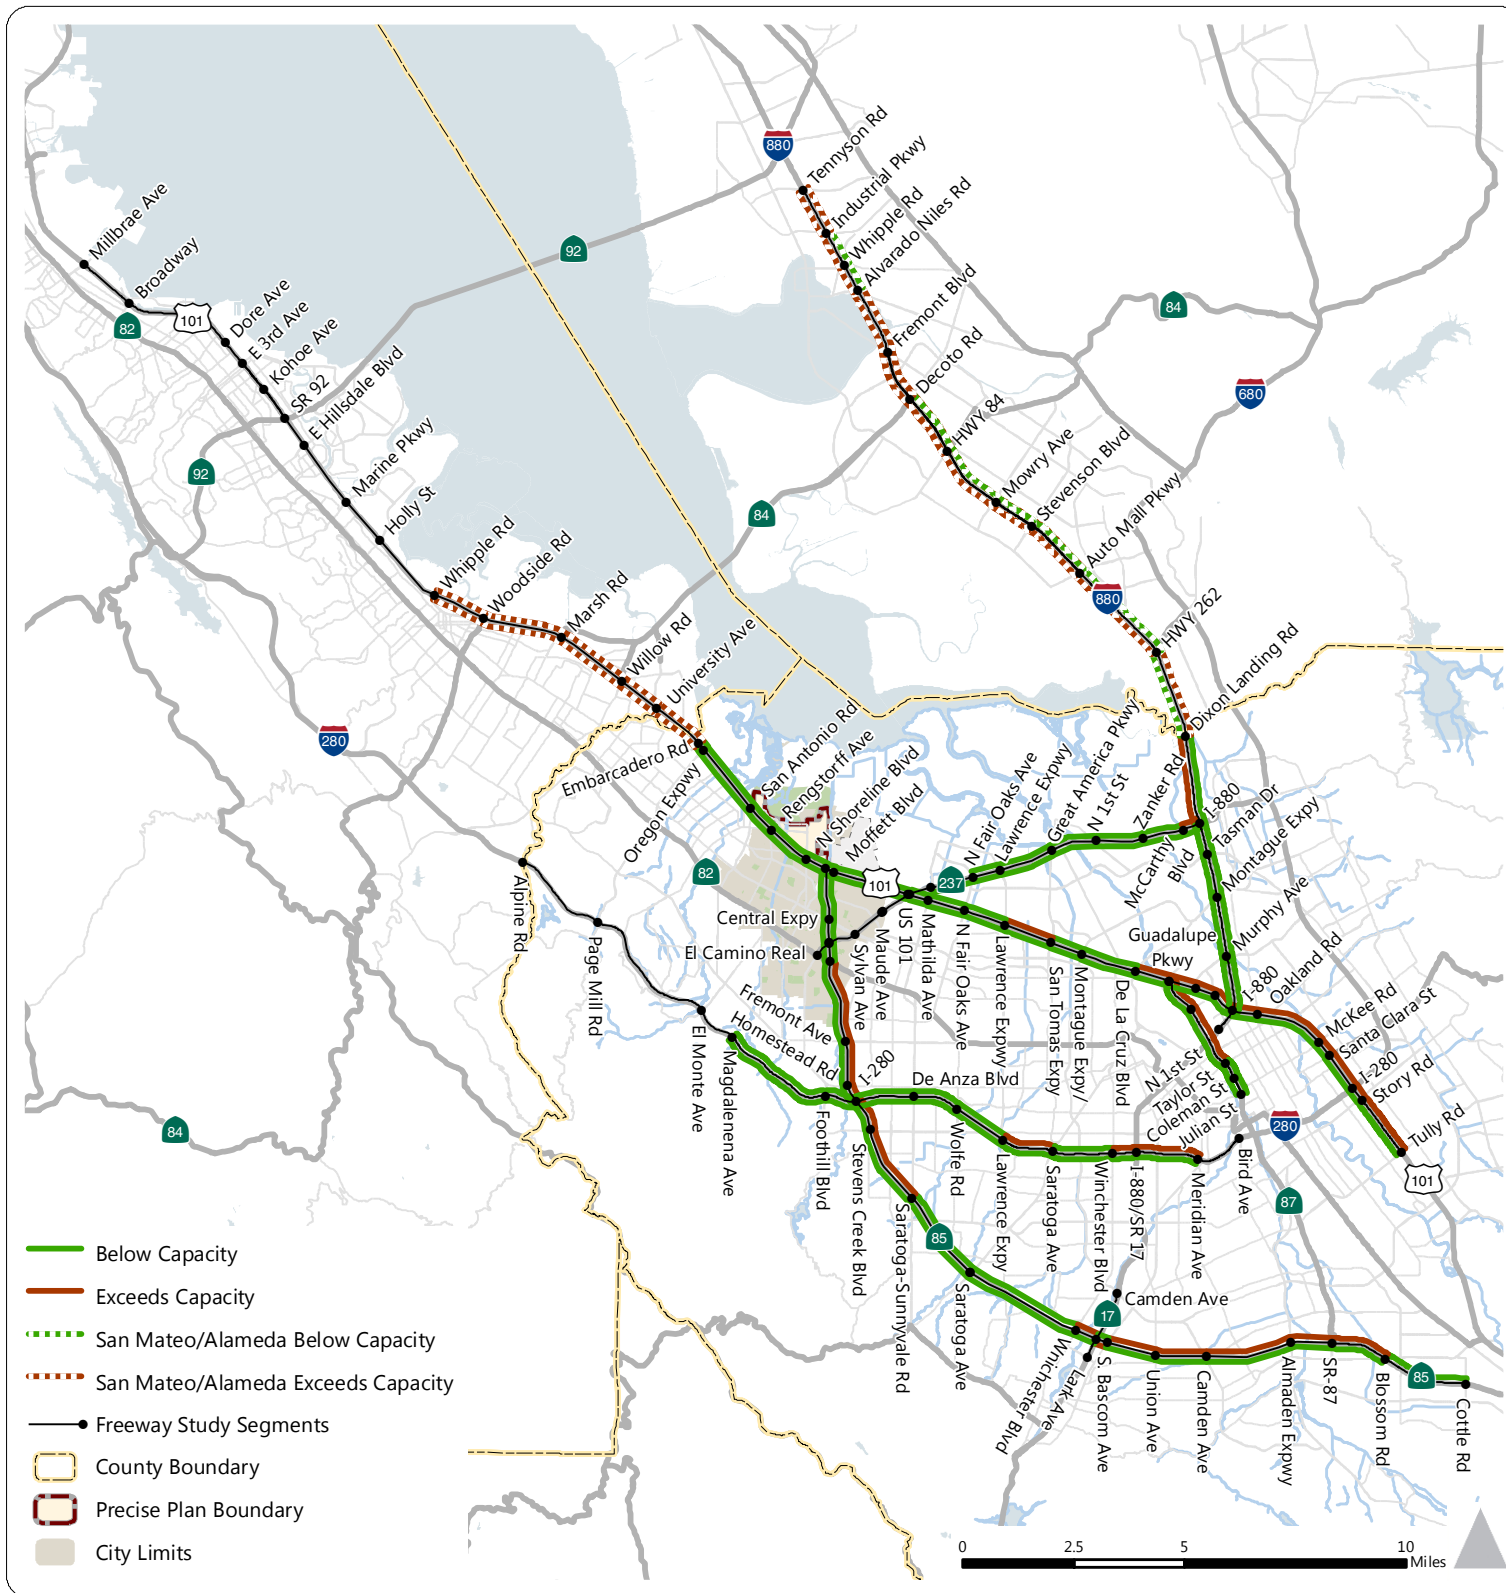 880
Tennyson Rd
Industrial Pkwy
Whipple Rd
Alvarado Niles Rd
Fremont Blvd
Decoto Rd
HWY 84
Mowry Ave
Stevenson Blvd
Auto Mall Pkwy
880
HWY 262
Dixon Landing Rd
92
84
680
84
Millbrae Ave
Broadway
101
82
Dore Ave
E 3rd Ave
Kohoe Ave
SR 92
E Hillsdale Blvd
Marine Pkwy
Holly St
92
Whipple Rd
Woodside Rd
Marsh Rd
Willow Rd
University Ave
280
Embarcadero Rd
Oregon Expwy
San Antonio Rd
Rengstorff Ave
N Shoreline Blvd
Moffett Blvd
101
82
237
N Fair Oaks Ave
Lawrence Expwy
Great America Pkwy
N 1st St
Zanker Rd
McCarthy
Blvd
I-880
Tasman Dr
Montague Expy
Murphy Ave
I-880
Oakland Rd
McKee Rd
Santa Clara St
I-280
Story Rd
Tully Rd
101
Guadalupe
Pkwy
Central Expy
El Camino Real
Sylvan Ave
Maude Ave
US 101
Mathilda Ave
N Fair Oaks Ave
Lawrence Expwy
San Tomas Expy
Montague Expy/
De La Cruz Blvd
N 1st St
Taylor St
Coleman St
Julian St
Alpine Rd
Page Mill Rd
El Monte Ave
Magdalenena Ave
Fremont Ave
Homestead Rd
I-280
De Anza Blvd
Foothill Blvd
Stevens Creek Blvd
Wolfe Rd
Lawrence Expy
Saratoga Ave
Winchester Blvd
I-880/SR 17
Meridian Ave
Bird Ave
280
87
84
Saratoga-Sunnyvale Rd
85
Saratoga Ave
Camden Ave
17
Wnichester Blvd
Lark Ave
S. Bascom Ave
Union Ave
Camden Ave
Almaden Expwy
SR-87
Blossom Rd
85
Cottle Rd
Below Capacity
Exceeds Capacity
San Mateo/Alameda Below Capacity
San Mateo/Alameda Exceeds Capacity
Freeway Study Segments
County Boundary
Precise Plan Boundary
City Limits
0 2.5 5 10
Miles